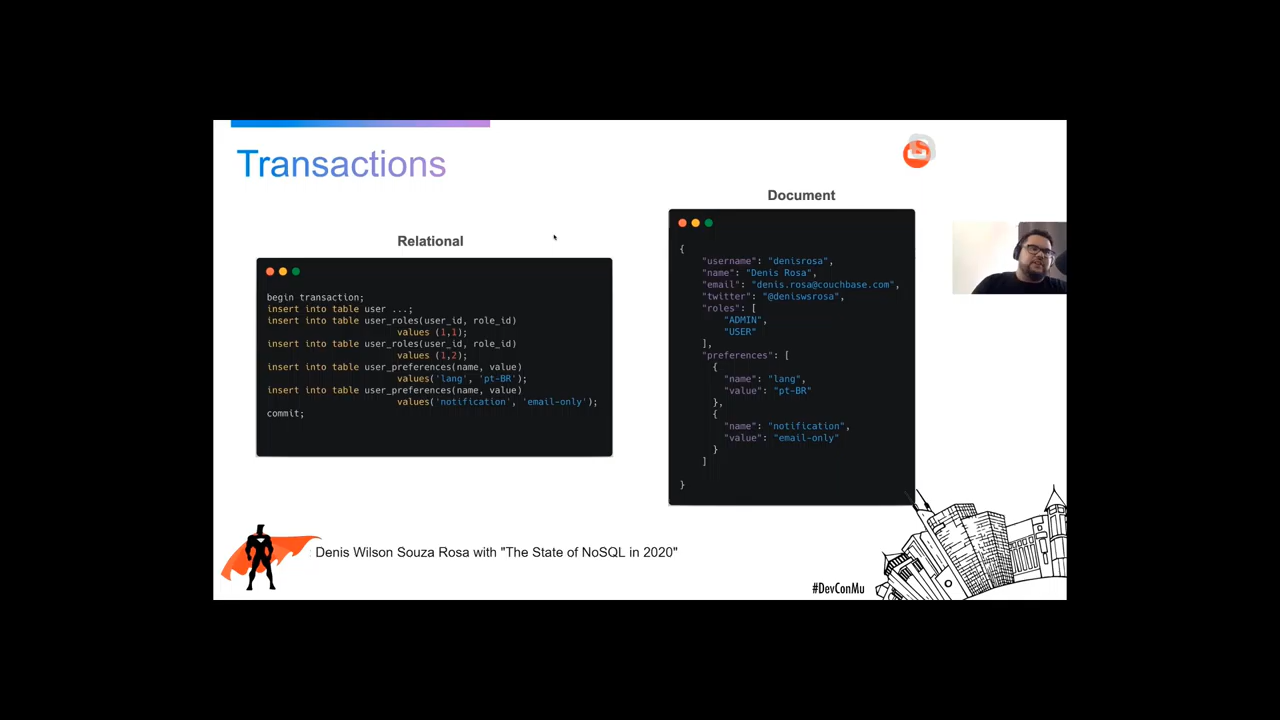 Transactions
Relational
begin transaction;
insert into table user ...;
insert into table user_roles(user_id, role_id)
values (1,1);
insert into table user_roles(user_id, role_id)
values (1,2);
insert into table user_preferences(name, value)
values('lang', 'pt-BR');
insert into table user_preferences(name, value)
values('notification', 'email-only');
commit;
Document
{
"username": "denisrosa",
"name": "Denis Rosa",
"email": "denis.rosa@couchbase.com",
"twitter": "@deniswsrosa",
"roles": [
"ADMIN",
"USER"
],
"preferences": [
{
"name": "lang",
"value": "pt-BR"
},
{
"name": "notification",
"value": "email-only"
}
]
}
Denis Wilson Souza Rosa with "The State of NoSQL in 2020"
#DevConMu